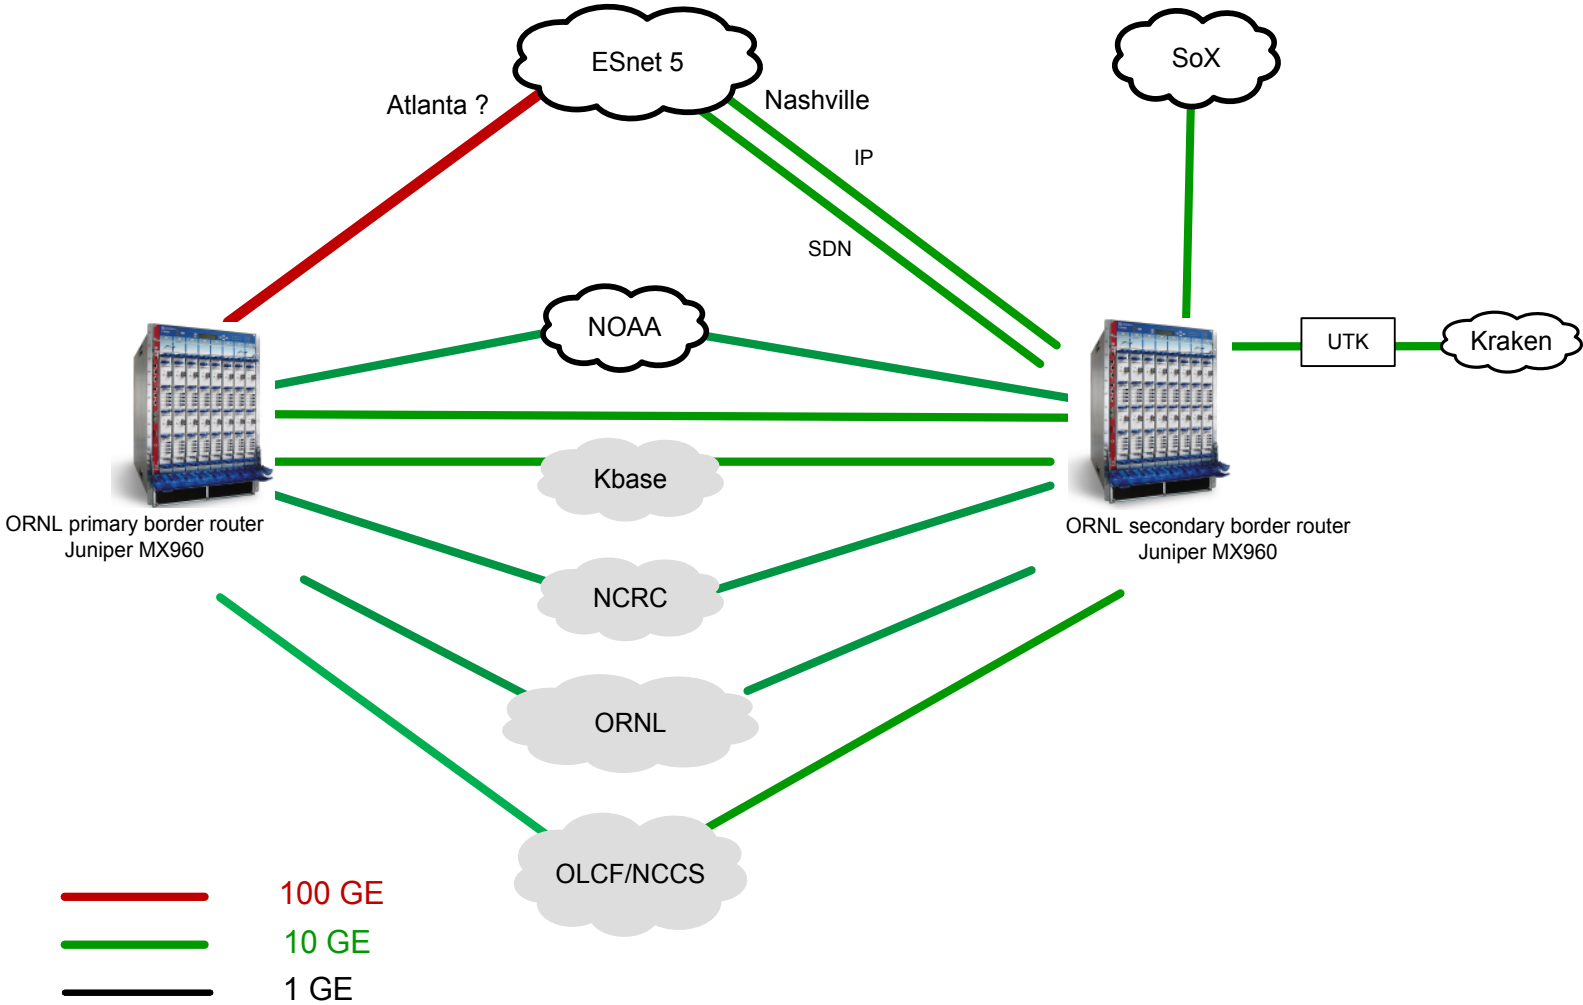 ESnet 5
SoX
Atlanta ?
Nashville
IP
SDN
NOAA
UTK
Kraken
Kbase
ORNL primary border router
Juniper MX960
ORNL secondary border router
Juniper MX960
NCRC
ORNL
OLCF/NCCS
100 GE
10 GE
1 GE